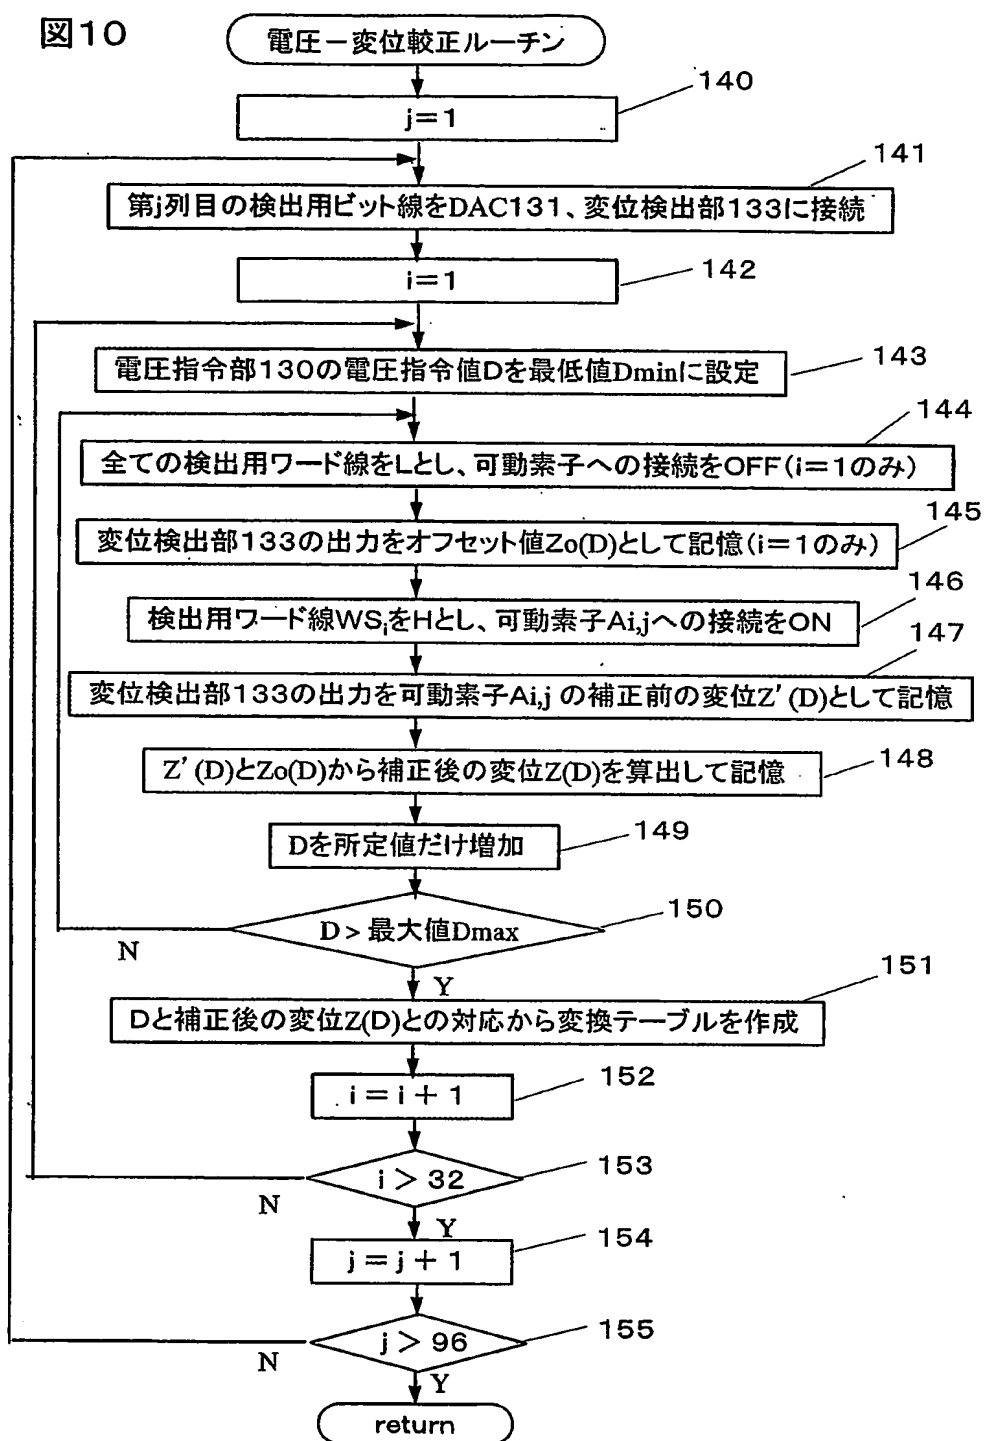 図10
電圧－変位較正ルーチン
140
j=1
141
第j列目の検出用ビット線をDAC131、変位検出部133に接続
142
i=1
143
電圧指令部130の電圧指令値Dを最低値Dminに設定
144
全ての検出用ワード線をLとし、可動素子への接続をOFF(i=1のみ)
145
変位検出部133の出力をオフセット値Zo(D)として記憶(i=1のみ)
146
検出用ワード線WSiをHとし、可動素子Ai,jへの接続をON
147
変位検出部133の出力を可動素子Ai,j の補正前の変位Z'(D)として記憶
148
Z'(D)とZo(D)から補正後の変位Z(D)を算出して記憶
149
Dを所定値だけ増加
150
D > 最大値Dmax
N
Y
151
Dと補正後の変位Z(D)との対応から変換テーブルを作成
152
i = i + 1
153
i > 32
N
Y
154
j = j + 1
155
j > 96
N
Y
return